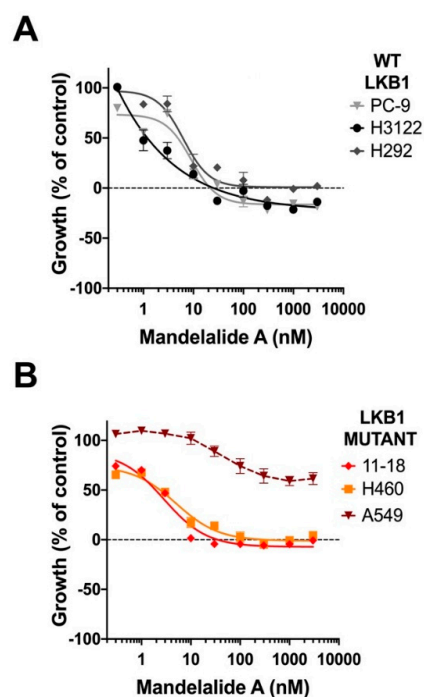 A
WT
LKB1
PC-9
H3122
H292
Growth (% of control)
100
50
0
-50
-100
1
10
100
1000
10000
Mandelalide A (nM)
B
LKB1
MUTANT
11-18
H460
A549
Growth (% of control)
100
50
0
-50
-100
1
10
100
1000
10000
Mandelalide A (nM)